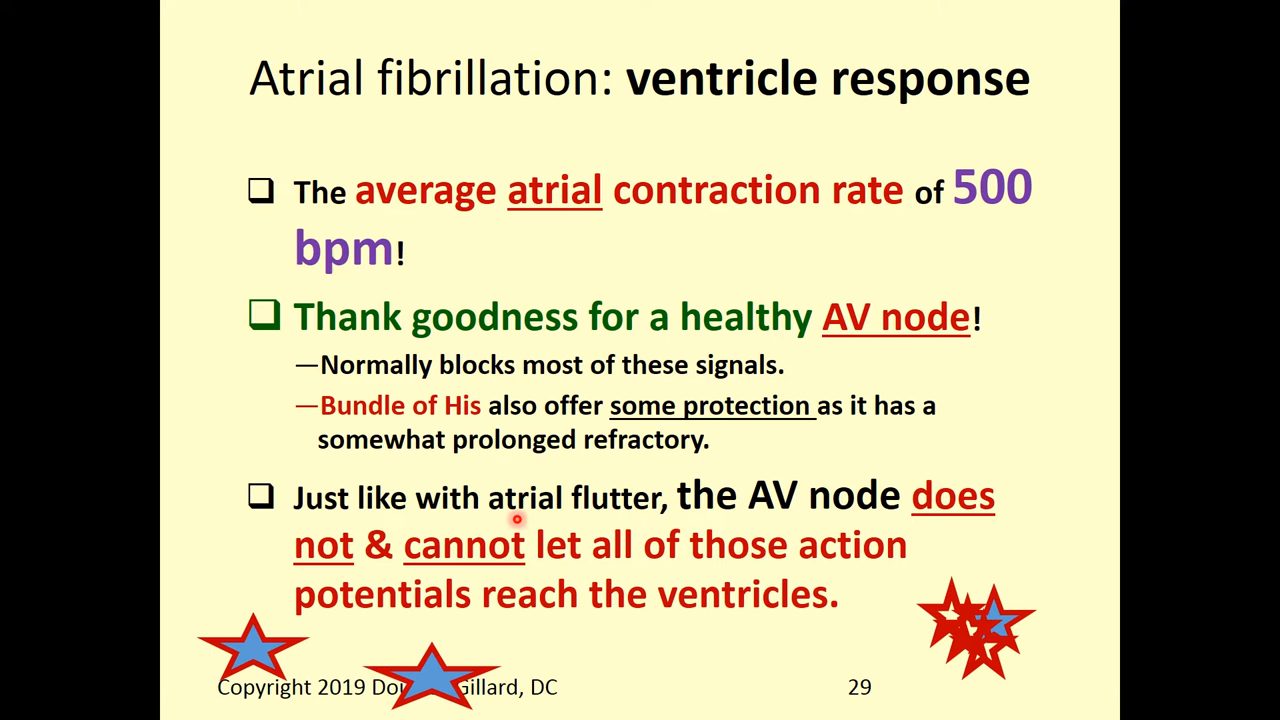 Atrial fibrillation: ventricle response
The average atrial contraction rate of 500
bpm!
Thank goodness for a healthy AV node!
—Normally blocks most of these signals.
—Bundle of His also offer some protection as it has a
somewhat prolonged refractory.
Just like with atrial flutter, the AV node does
not & cannot let all of those action
potentials reach the ventricles.
Copyright 2019 Gillard, DC
29